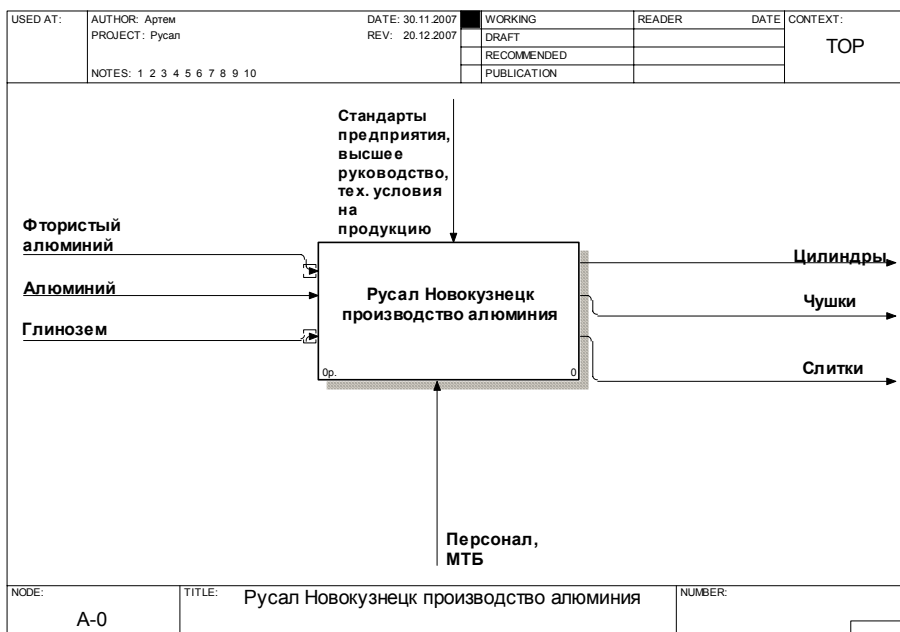 USED AT:
AUTHOR: Артем
DATE: 30.11.2007
WORKING
READER
DATE
CONTEXT:
PROJECT: Русал
REV: 20.12.2007
DRAFT
TOP
RECOMMENDED
NOTES: 1 2 3 4 5 6 7 8 9 10
PUBLICATION
Стандарты
предприятия,
высшее
руководство,
тех. условия
на
продукцию
Фтористый
алюминий
Алюминий
Глинозем
Русал Новокузнецк
производство алюминия
0р.
0
Цилиндры
Чушки
Слитки
Персонал,
МТБ
NODE:
A-0
TITLE:
Русал Новокузнецк производство алюминия
NUMBER: